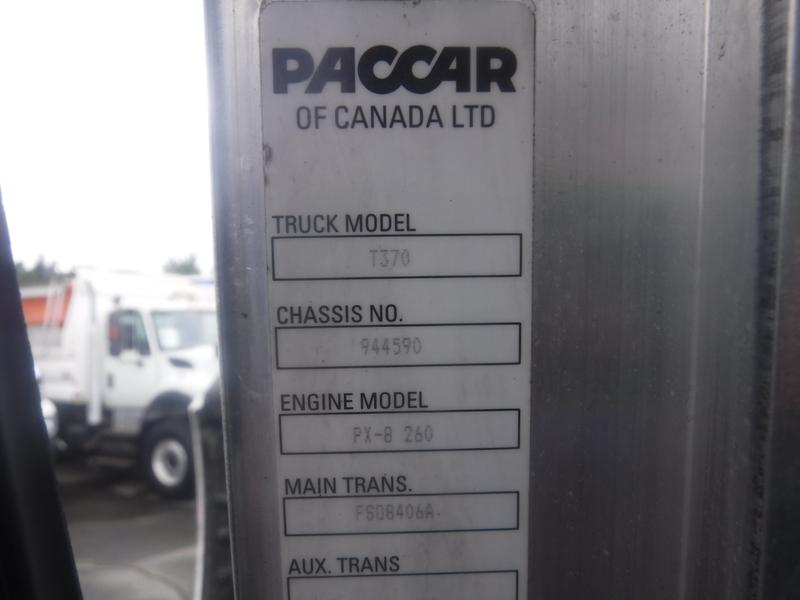 PACCAR
OF CANADA LTD
TRUCK MODEL
T370
CHASSIS NO.
944590
ENGINE MODEL
PX-8 260
MAIN TRANS.
FSO8406A
AUX. TRANS